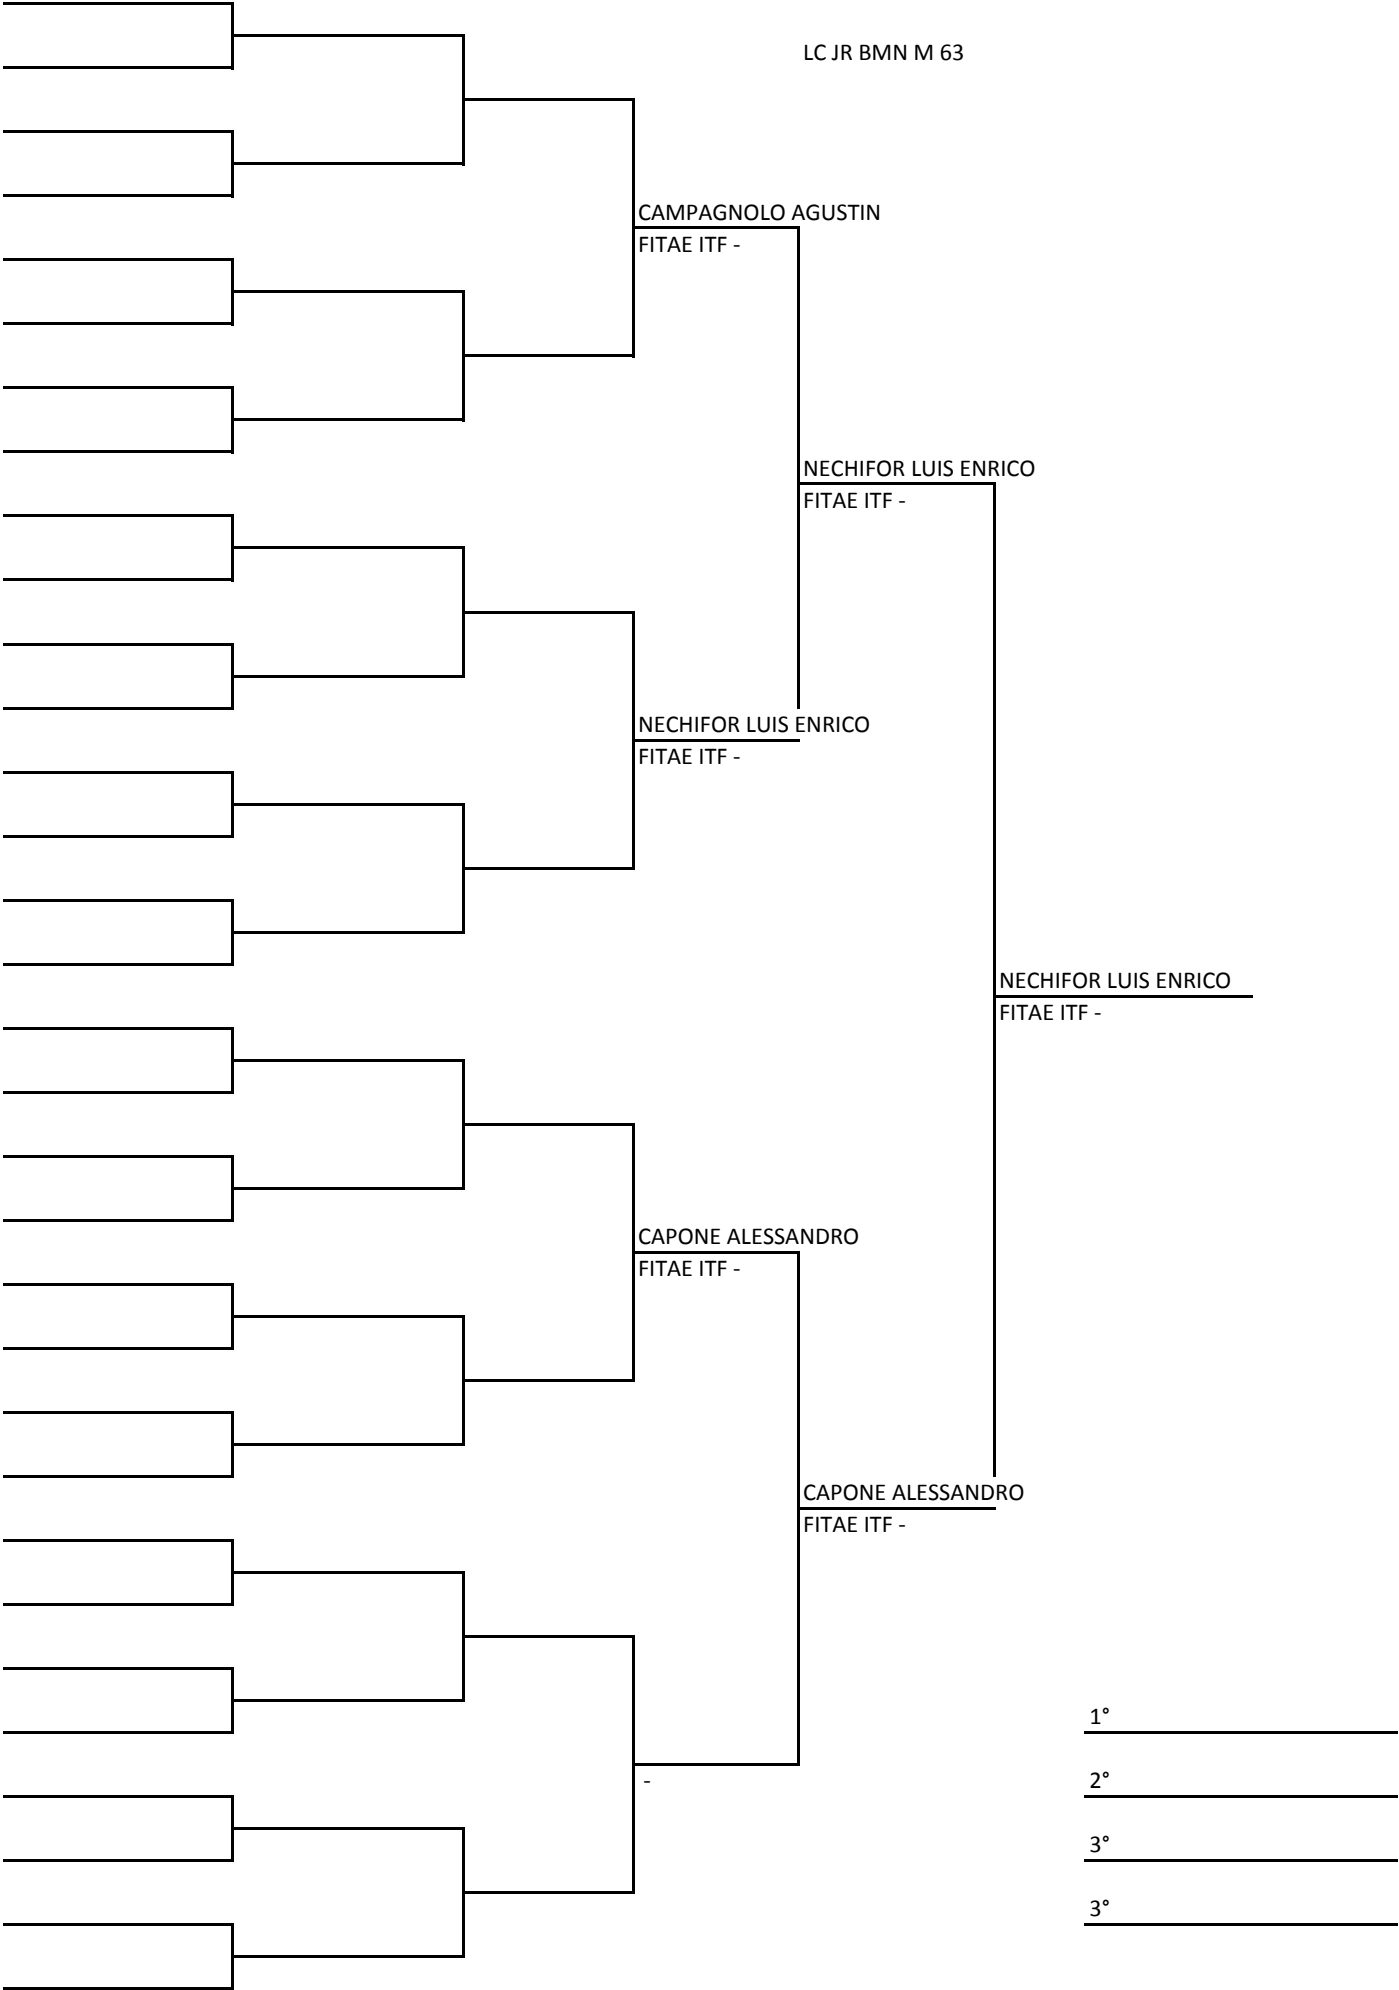 LC JR BMN M 63
CAMPAGNOLO AGUSTIN
FITAE ITF -
NECHIFOR LUIS ENRICO
FITAE ITF -
NECHIFOR LUIS ENRICO
FITAE ITF -
NECHIFOR LUIS ENRICO
FITAE ITF -
CAPONE ALESSANDRO
FITAE ITF -
CAPONE ALESSANDRO
FITAE ITF -
-
1°
2°
3°
3°